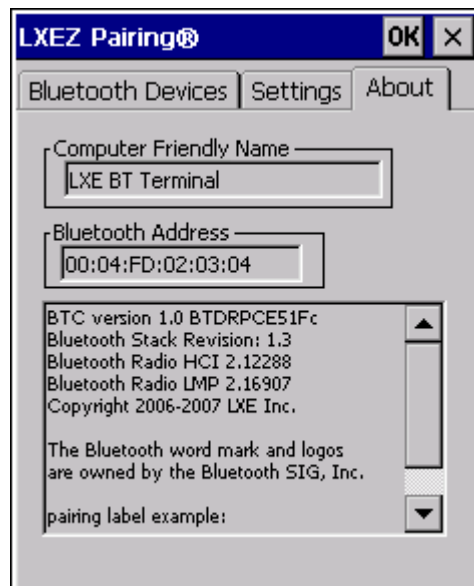 LXEZ Pairing® OK ×
Bluetooth Devices Settings About
Computer Friendly Name
LXE BT Terminal
Bluetooth Address
00:04:FD:02:03:04
BTC version 1.0 BTDRPCE51Fc
Bluetooth Stack Revision: 1.3
Bluetooth Radio HCI 2.12288
Bluetooth Radio LMP 2.16907
Copyright 2006-2007 LXE Inc.
The Bluetooth word mark and logos
are owned by the Bluetooth SIG, Inc.
pairing label example: